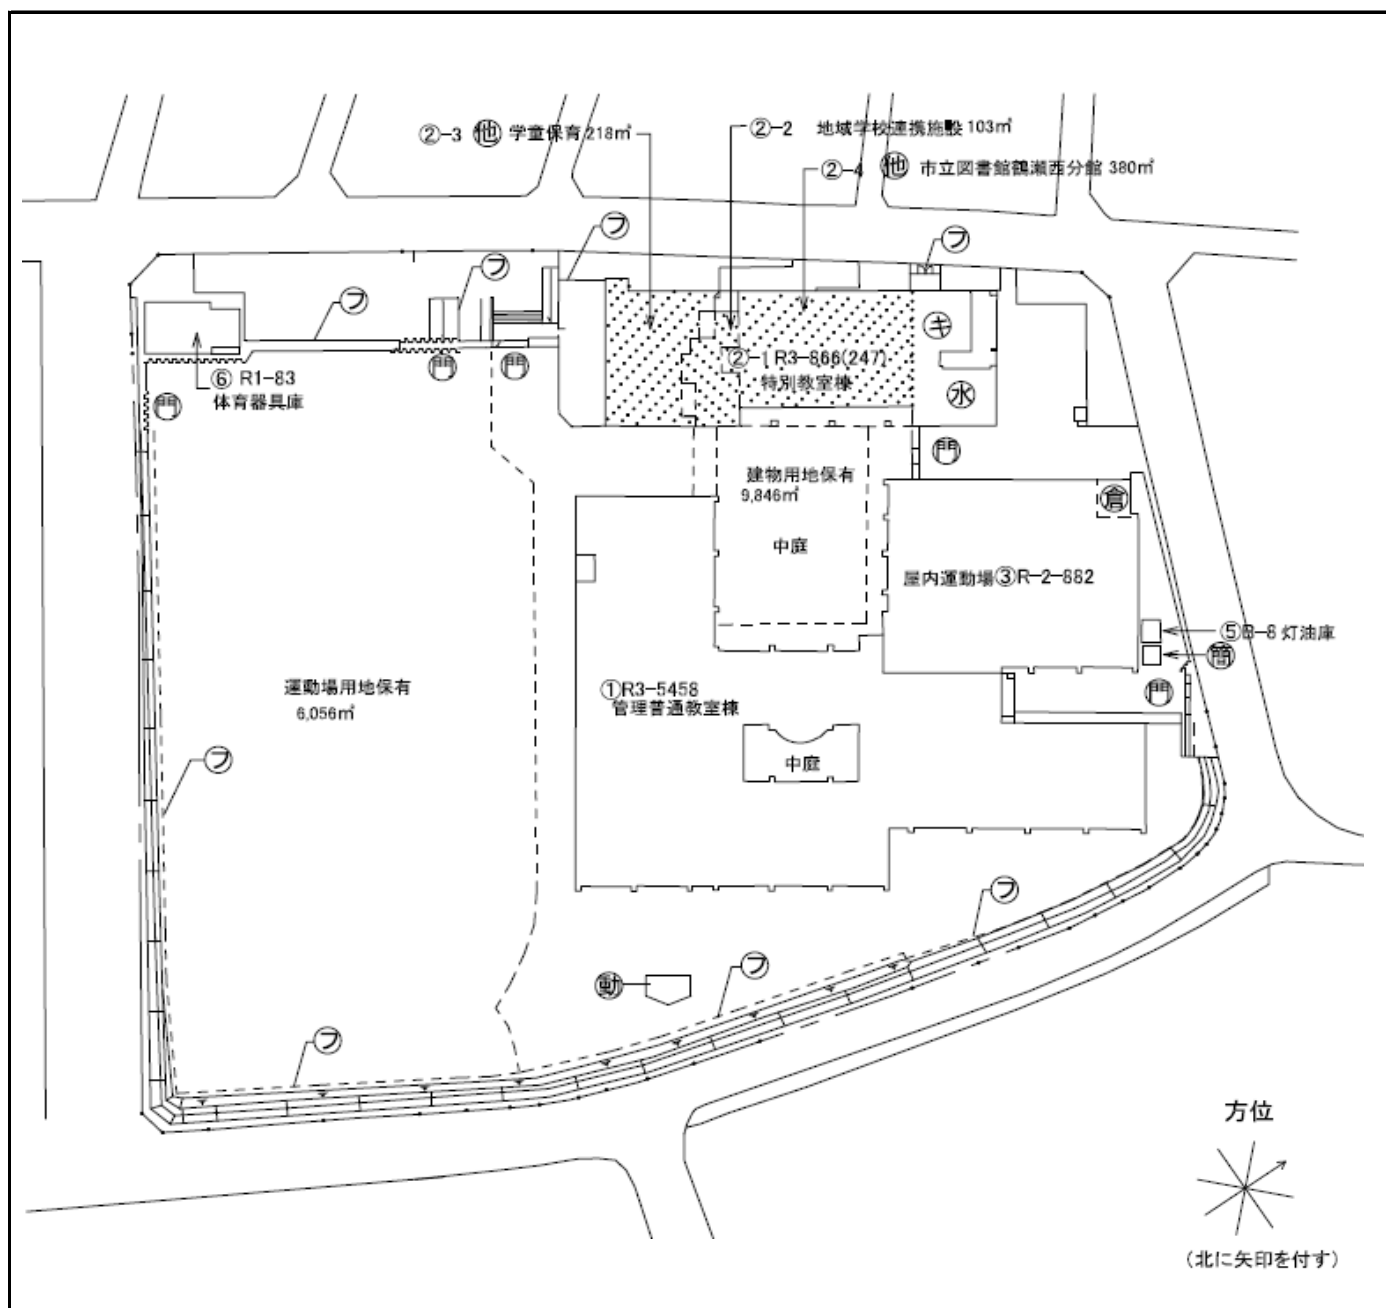 ②-3 ㊀他 学童保育 218㎡
②-2 地域学校連携施設 103㎡
②-4 他 市立図書館鶴瀬西分館 380㎡
フ
フ
フ
フ
キ
②-1 R3-866(247)
特別教室棟
水
門
門
⑥ R1-83
体育器具庫
門
門
建物用地保有
9,846㎡
中庭
倉
屋内運動場③R-2-882
⑤B-8 灯油庫
簡
門
運動場用地保有
6,056㎡
①R3-5458
管理普通教室棟
中庭
フ
フ
フ
動
フ
方位
(北に矢印を付す)